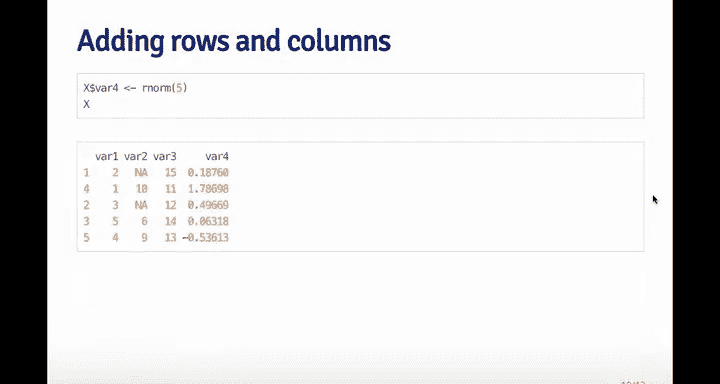 Adding rows and columns
X$var4 <- rnorm(5)
X
var1 var2 var3 var4
1 2 NA 15 0.18760
4 1 10 11 1.78698
2 3 NA 12 0.49669
3 5 6 14 0.06318
5 4 9 13 -0.53613